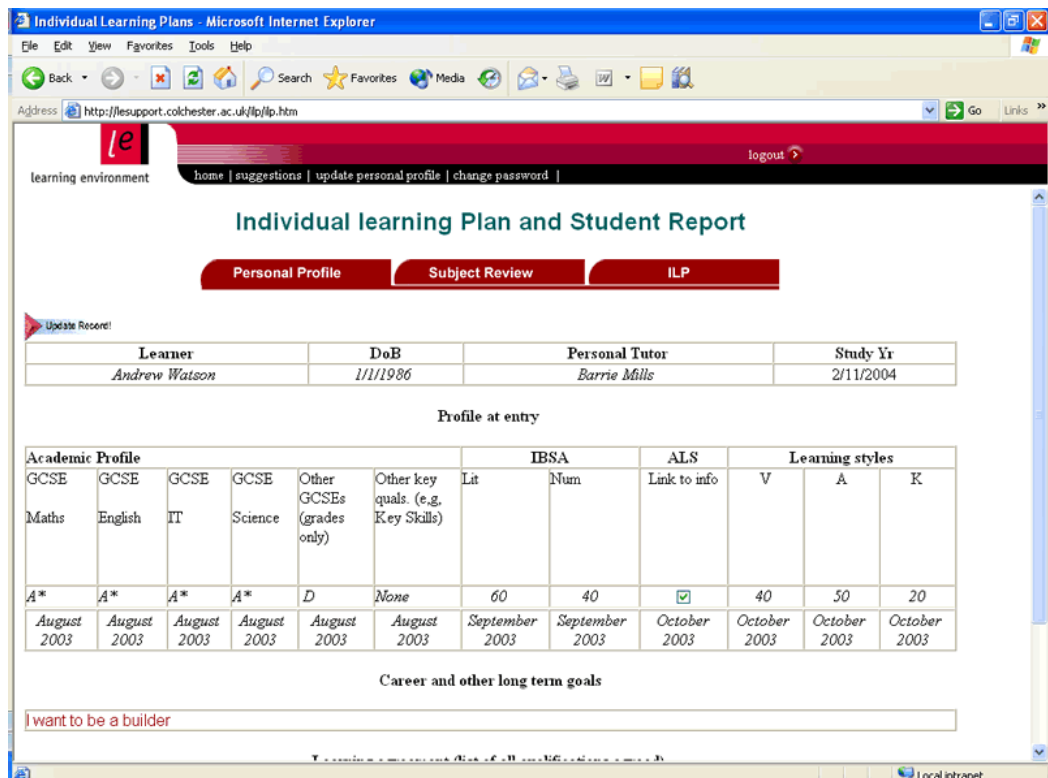 Individual Learning Plans - Microsoft Internet Explorer
File Edit View Favorites Tools Help
Back Search Favorites Media
Address http://lesupport.colchester.ac.uk/ilp/ilp.htm Go Links »
le
learning environment
logout
home | suggestions | update personal profile | change password |
Individual learning Plan and Student Report
Personal Profile Subject Review ILP
Update Record!
Learner DoB Personal Tutor Study Yr
Andrew Watson 1/1/1986 Barrie Mills 2/11/2004
Profile at entry
Academic Profile IBSA ALS Learning styles
GCSE GCSE GCSE GCSE Other Other key Lit Num Link to info V A K
GCSEs quals. (e,g,
Maths English IT Science (grades Key Skills)
only)
A* A* A* A* D None 60 40 40 50 20
August August August August August August September September October October October October
2003 2003 2003 2003 2003 2003 2003 2003 2003 2003 2003 2003
Career and other long term goals
I want to be a builder
Learning agreement (list of all qualifications agreed)
Local intranet